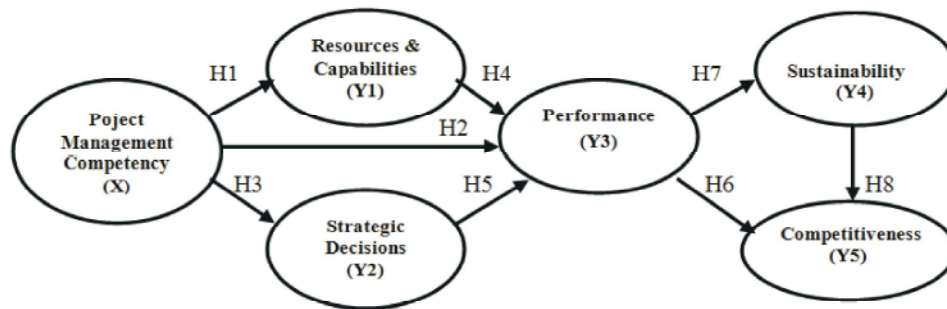 Poject
Management
Competency
(X)
H1
Resources &
Capabilities
(Y1)
H4
H2
H3
Strategic
Decisions
(Y2)
H5
Performance
(Y3)
H7
Sustainability
(Y4)
H6
H8
Competitiveness
(Y5)